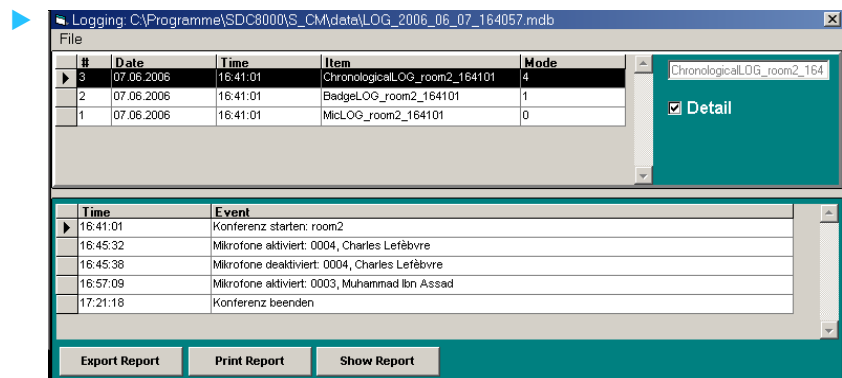 Logging: C:\Programme\SDC8000\S_CM\data\LOG_2006_06_07_164057.mdb
File
# Date Time Item Mode
3 07.06.2006 16:41:01 ChronologicalLOG_room2_164101 4
2 07.06.2006 16:41:01 BadgeLOG_room2_164101 1
1 07.06.2006 16:41:01 MicLOG_room2_164101 0
ChronologicalLOG_room2_164
Detail
Time Event
16:41:01 Konferenz starten: room2
16:45:32 Mikrofone aktiviert: 0004, Charles Lefèbvre
16:45:38 Mikrofone deaktiviert: 0004, Charles Lefèbvre
16:57:09 Mikrofone aktiviert: 0003, Muhammad Ibn Assad
17:21:18 Konferenz beenden
Export Report Print Report Show Report